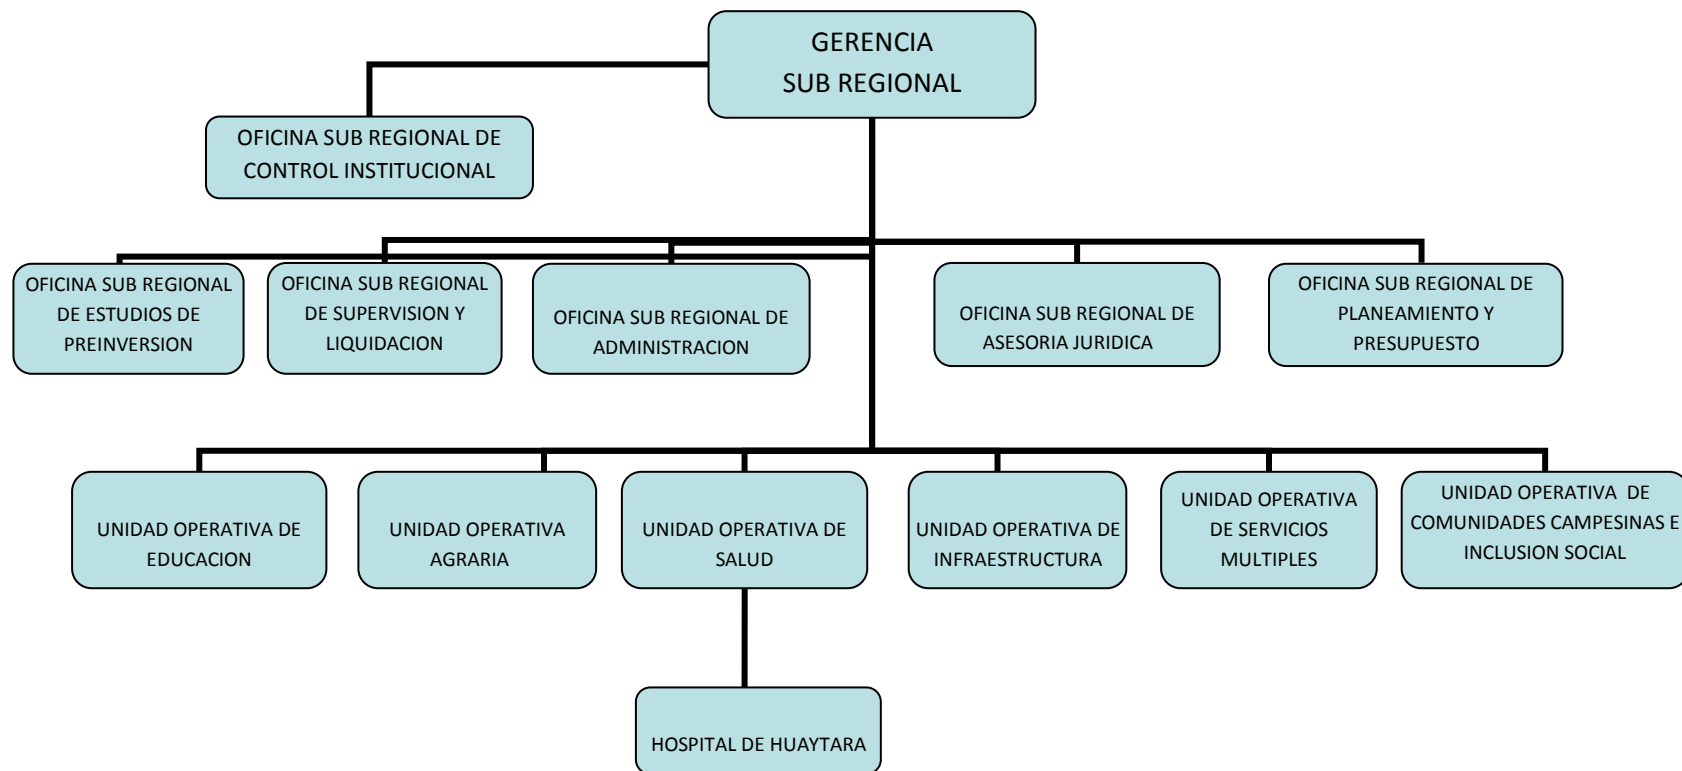 GERENCIA
SUB REGIONAL
OFICINA SUB REGIONAL DE
CONTROL INSTITUCIONAL
OFICINA SUB REGIONAL
DE ESTUDIOS DE
PREINVERSION
OFICINA SUB REGIONAL
DE SUPERVISION Y
LIQUIDACION
OFICINA SUB REGIONAL DE
ADMINISTRACION
OFICINA SUB REGIONAL DE
ASESORIA JURIDICA
OFICINA SUB REGIONAL DE
PLANEAMIENTO Y
PRESUPUESTO
UNIDAD OPERATIVA DE
EDUCACION
UNIDAD OPERATIVA
AGRARIA
UNIDAD OPERATIVA DE
SALUD
UNIDAD OPERATIVA DE
INFRAESTRUCTURA
UNIDAD OPERATIVA
DE SERVICIOS
MULTIPLES
UNIDAD OPERATIVA DE
COMUNIDADES CAMPESINAS E
INCLUSION SOCIAL
HOSPITAL DE HUAYTARA